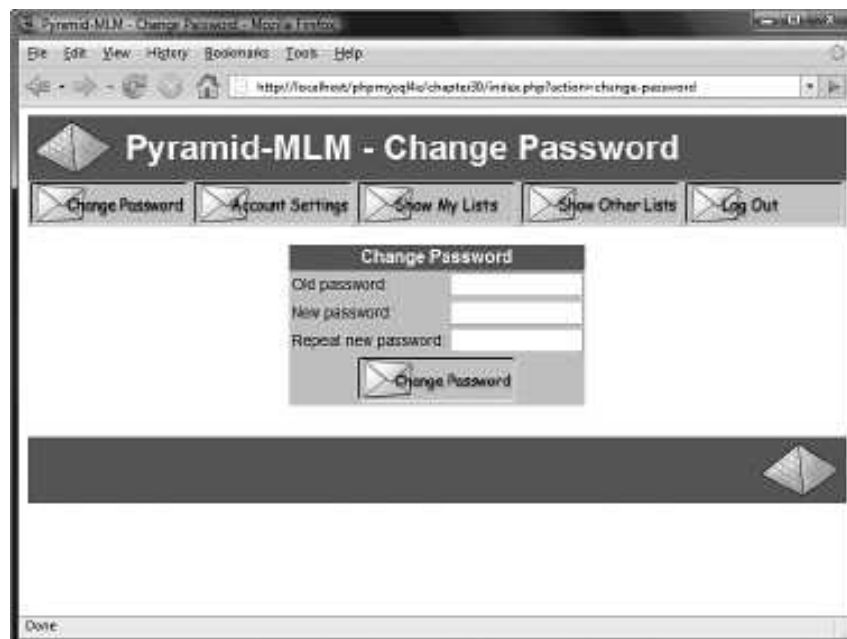 Pyramid-MLM - Change Password - Mozilla Firefox
File Edit View History Bookmarks Tools Help
http://localhost/phpmysql4e/chapter30/index.php?action=change-password
Pyramid-MLM - Change Password
Change Password Account Settings Show My Lists Show Other Lists Log Out
Change Password
Old password
New password
Repeat new password
Change Password
Done